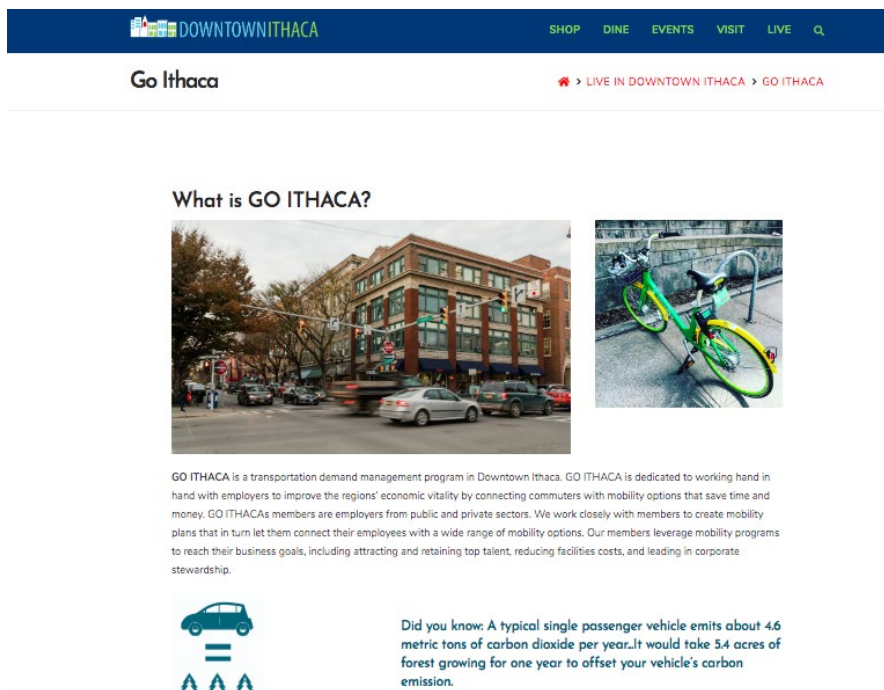 DOWNTOWNITHACA
SHOP DINE EVENTS VISIT LIVE
Go Ithaca
> LIVE IN DOWNTOWN ITHACA > GO ITHACA
What is GO ITHACA?
GO ITHACA is a transportation demand management program in Downtown Ithaca. GO ITHACA is dedicated to working hand in
hand with employers to improve the regions' economic vitality by connecting commuters with mobility options that save time and
money. GO ITHACAs members are employers from public and private sectors. We work closely with members to create mobility
plans that in turn let them connect their employees with a wide range of mobility options. Our members leverage mobility programs
to reach their business goals, including attracting and retaining top talent, reducing facilities costs, and leading in corporate
stewardship.
Did you know: A typical single passenger vehicle emits about 4.6
metric tons of carbon dioxide per year...It would take 5.4 acres of
forest growing for one year to offset your vehicle's carbon
emission.